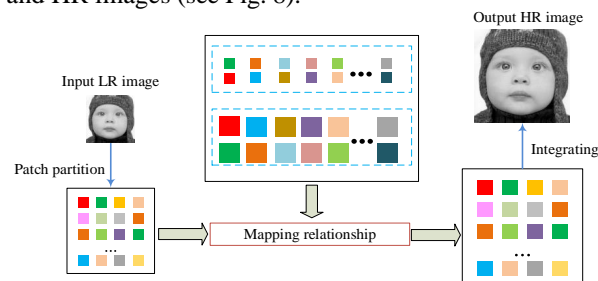 and HR images (see Fig. 8).
Output HR image
Input LR image
Patch partition
Integrating
Mapping relationship